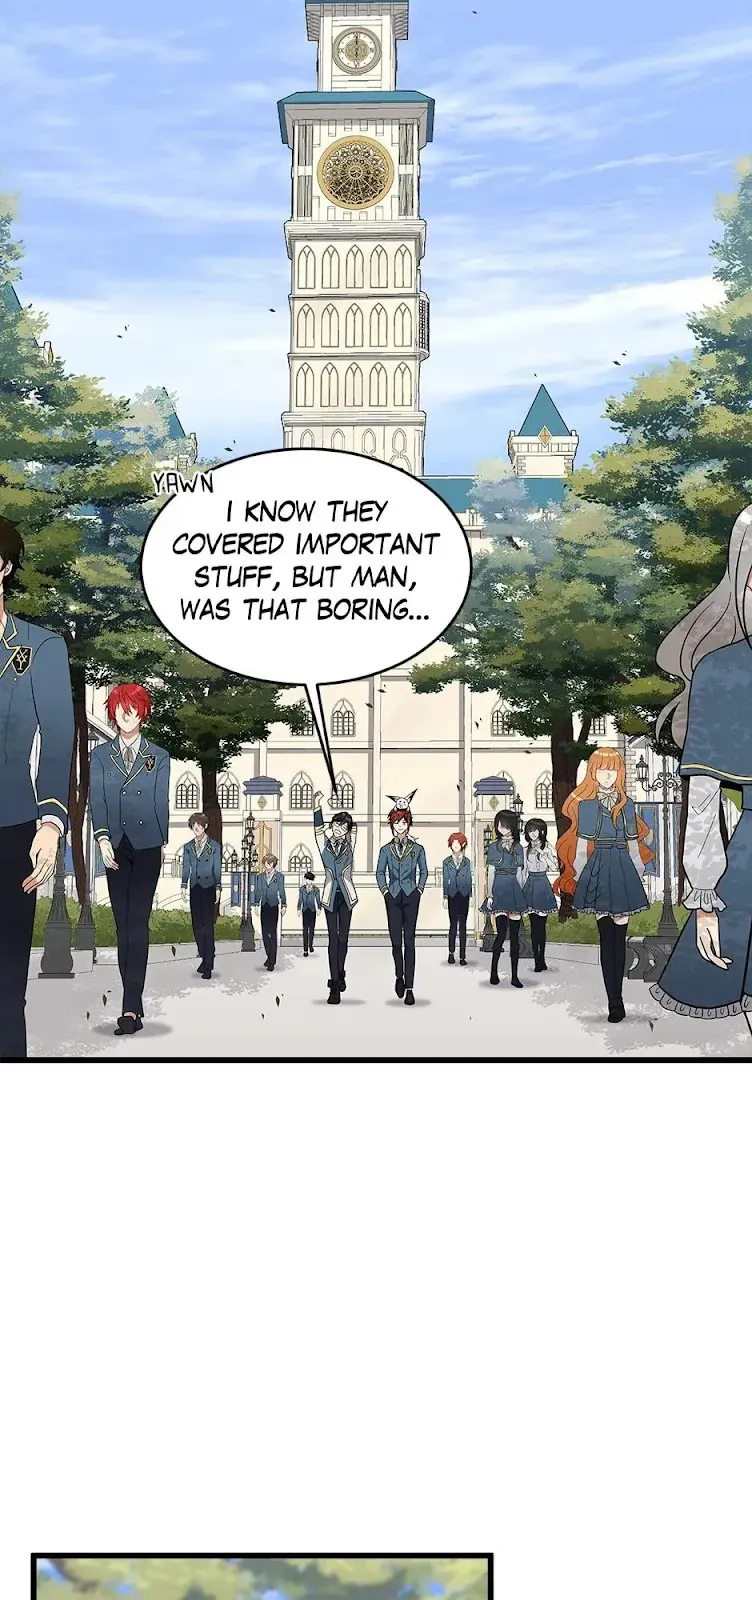 YAWN
I KNOW THEY
COVERED IMPORTANT
STUFF, BUT MAN,
WAS THAT BORING...